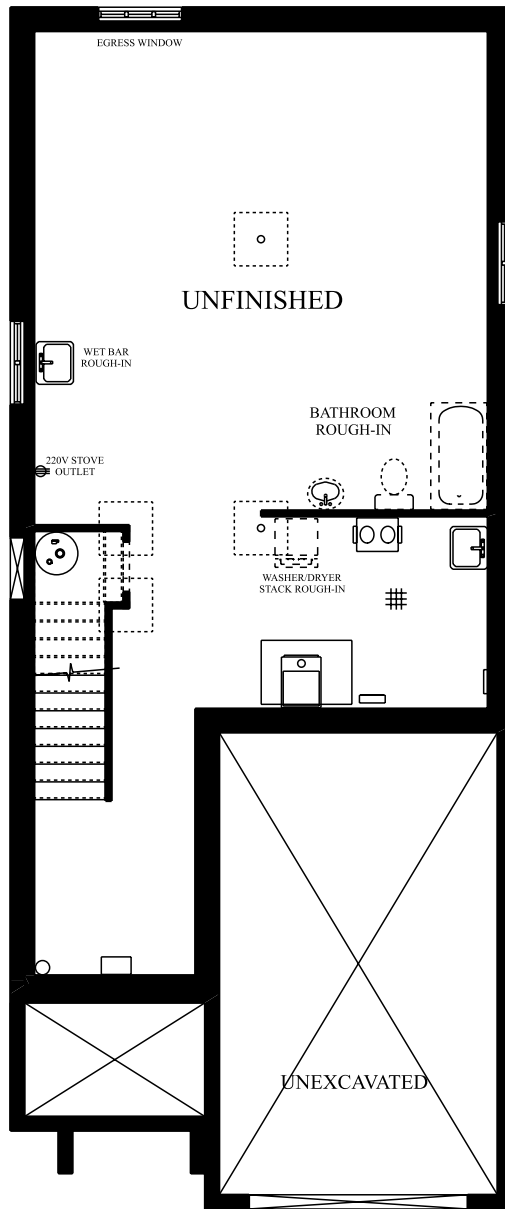 EGRESS WINDOW
UNFINISHED
WET BAR
ROUGH-IN
BATHROOM
ROUGH-IN
220V STOVE
OUTLET
WASHER/DRYER
STACK ROUGH-IN
UNEXCAVATED